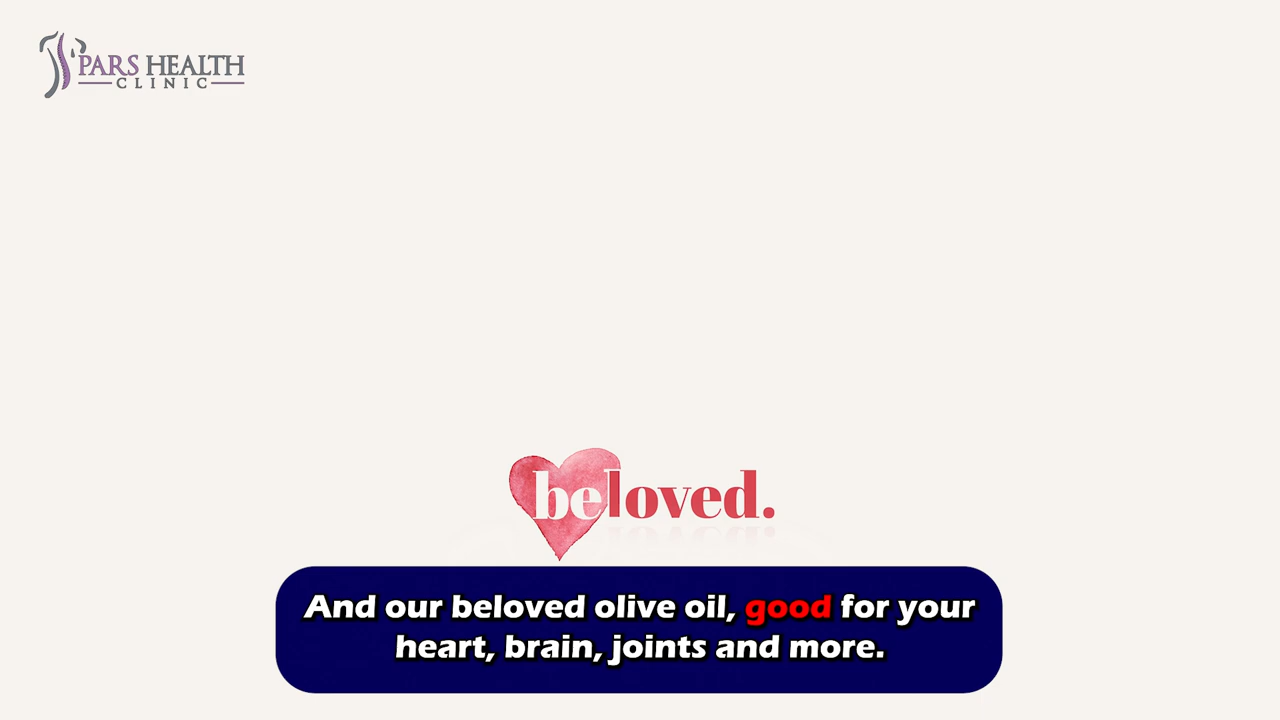 PARS HEALTH
CLINIC
beloved.
And our beloved olive oil, good for your
heart, brain, joints and more.